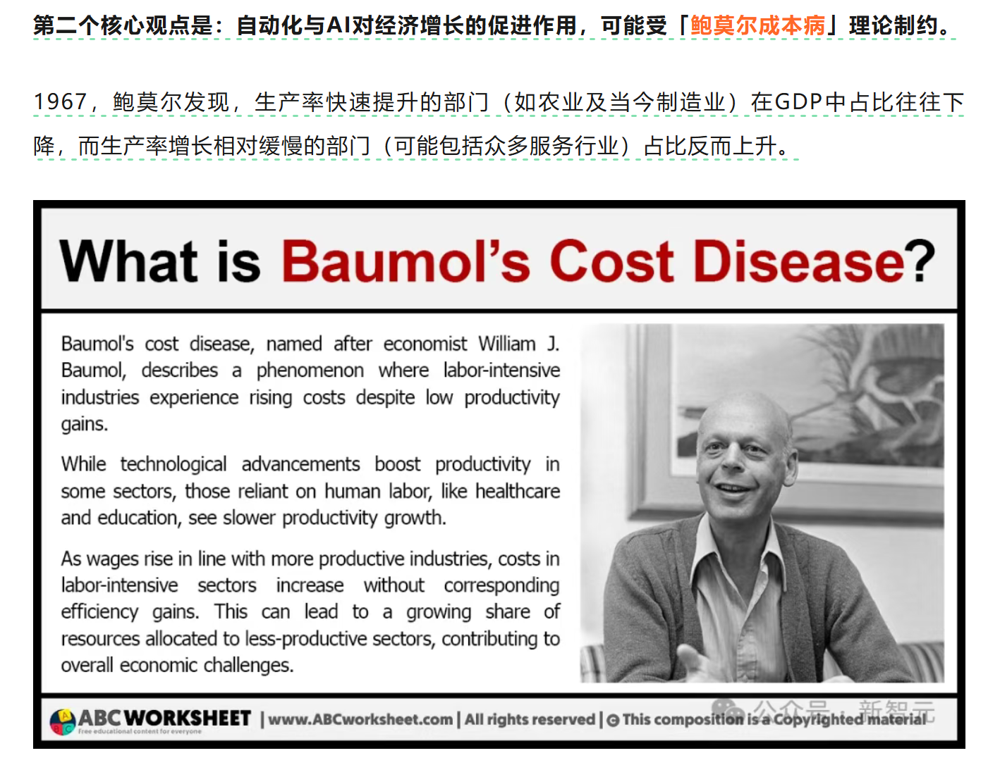 第二个核心观点是：自动化与AI对经济增长的促进作用，可能受「鲍莫尔成本病」理论制约。
1967，鲍莫尔发现，生产率快速提升的部门（如农业及当今制造业）在GDP中占比往往下
降，而生产率增长相对缓慢的部门（可能包括众多服务行业）占比反而上升。
What is Baumol’s Cost Disease?
Baumol's cost disease, named after economist William J.
Baumol, describes a phenomenon where labor-intensive
industries experience rising costs despite low productivity
gains.
While technological advancements boost productivity in
some sectors, those reliant on human labor, like healthcare
and education, see slower productivity growth.
As wages rise in line with more productive industries, costs in
labor-intensive sectors increase without corresponding
efficiency gains. This can lead to a growing share of
resources allocated to less-productive sectors, contributing to
overall economic challenges.
A B C
ABC WORKSHEET | www.ABCworksheet.com | All rights reserved | © This composition is a Copyrighted material
Free educational content for everyone
公众号 · 新智元